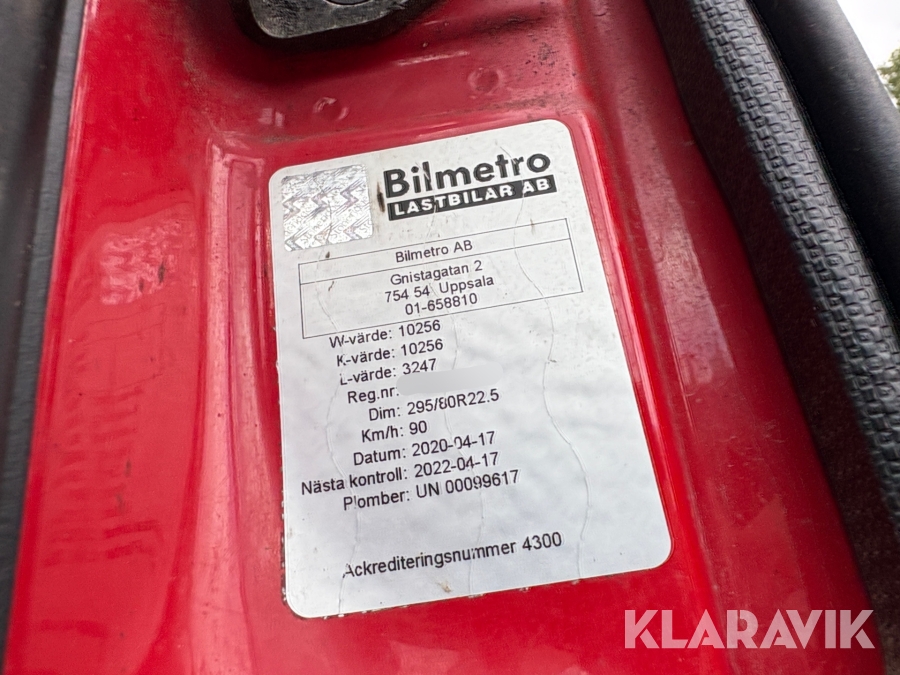 Bilmetro
LASTBILAR AB
Bilmetro AB
Gnistagatan 2
754 54 Uppsala
01-658810
W-värde: 10256
K-värde: 10256
L-värde: 3247
Reg.nr.
Dim: 295/80R22.5
Km/h: 90
Datum: 2020-04-17
Nästa kontroll: 2022-04-17
Plomber: UN 00099617
Ackrediteringsnummer 4300
KLARAVIK